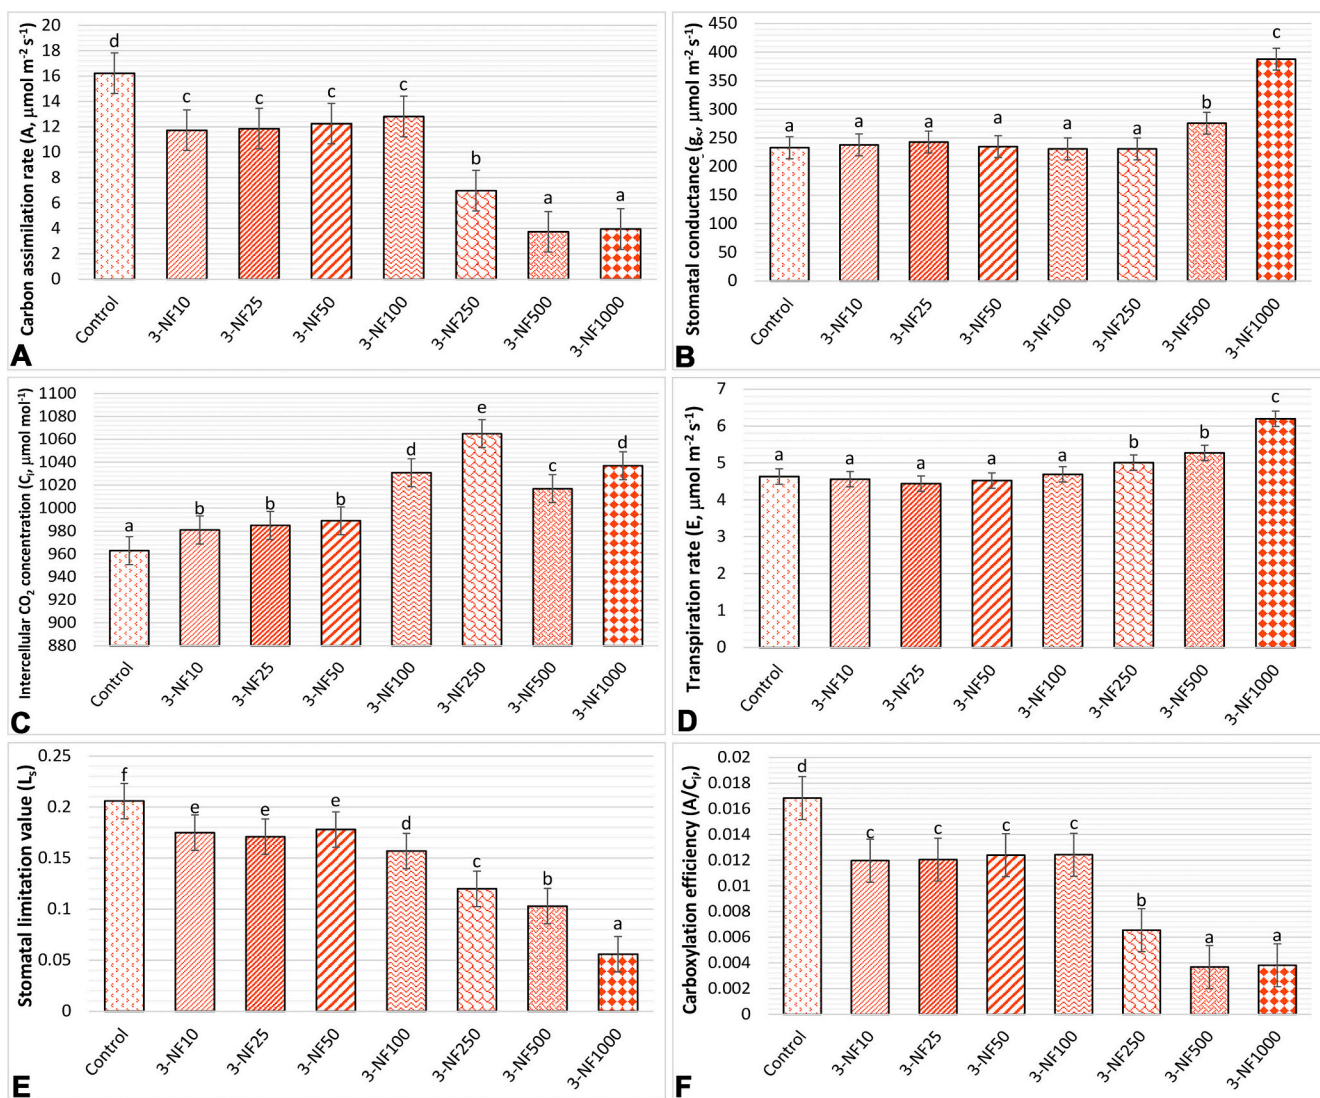 Carbon assimilation rate (A, μmol m⁻² s⁻¹)
20
18
16
14
12
10
8
6
4
2
0
d
c
c
c
c
b
a
a
Control
3-NF10
3-NF25
3-NF50
3-NF100
3-NF250
3-NF500
3-NF1000
A
Stomatal conductance (gₛ, μmol m⁻² s⁻¹)
450
400
350
300
250
200
150
100
50
0
a
a
a
a
a
a
b
c
Control
3-NF10
3-NF25
3-NF50
3-NF100
3-NF250
3-NF500
3-NF1000
B
Intercellular CO₂ concentration (Cᵢ, μmol mol⁻¹)
1100
1080
1060
1040
1020
1000
980
960
940
920
900
880
a
b
b
b
d
e
c
d
Control
3-NF10
3-NF25
3-NF50
3-NF100
3-NF250
3-NF500
3-NF1000
C
Transpiration rate (E, μmol m⁻² s⁻¹)
7
6
5
4
3
2
1
0
a
a
a
a
a
b
b
c
Control
3-NF10
3-NF25
3-NF50
3-NF100
3-NF250
3-NF500
3-NF1000
D
Stomatal limitation value (Lₛ)
0.25
0.2
0.15
0.1
0.05
0
f
e
e
e
d
c
b
a
Control
3-NF10
3-NF25
3-NF50
3-NF100
3-NF250
3-NF500
3-NF1000
E
Carboxylation efficiency (A/Cᵢ,)
0.02
0.018
0.016
0.014
0.012
0.01
0.008
0.006
0.004
0.002
0
d
c
c
c
c
b
a
a
Control
3-NF10
3-NF25
3-NF50
3-NF100
3-NF250
3-NF500
3-NF1000
F